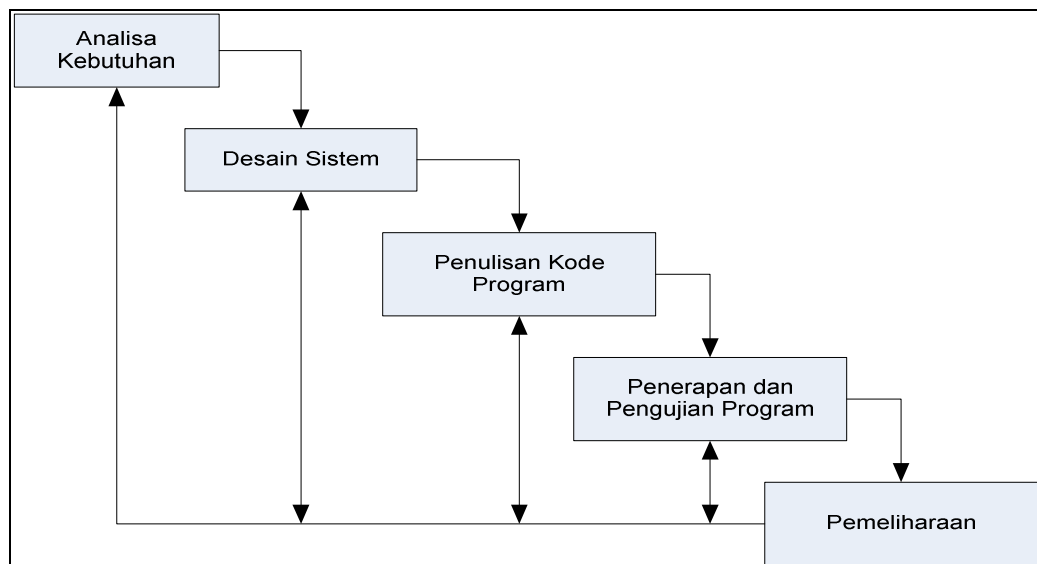 Analisa
Kebutuhan
Desain Sistem
Penulisan Kode
Program
Penerapan dan
Pengujian Program
Pemeliharaan